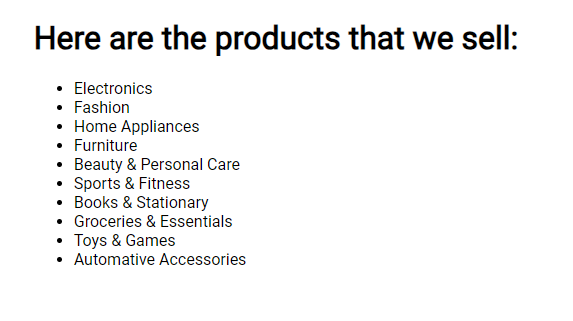 Here are the products that we sell:
Electronics
Fashion
Home Appliances
Furniture
Beauty & Personal Care
Sports & Fitness
Books & Stationary
Groceries & Essentials
Toys & Games
Automative Accessories